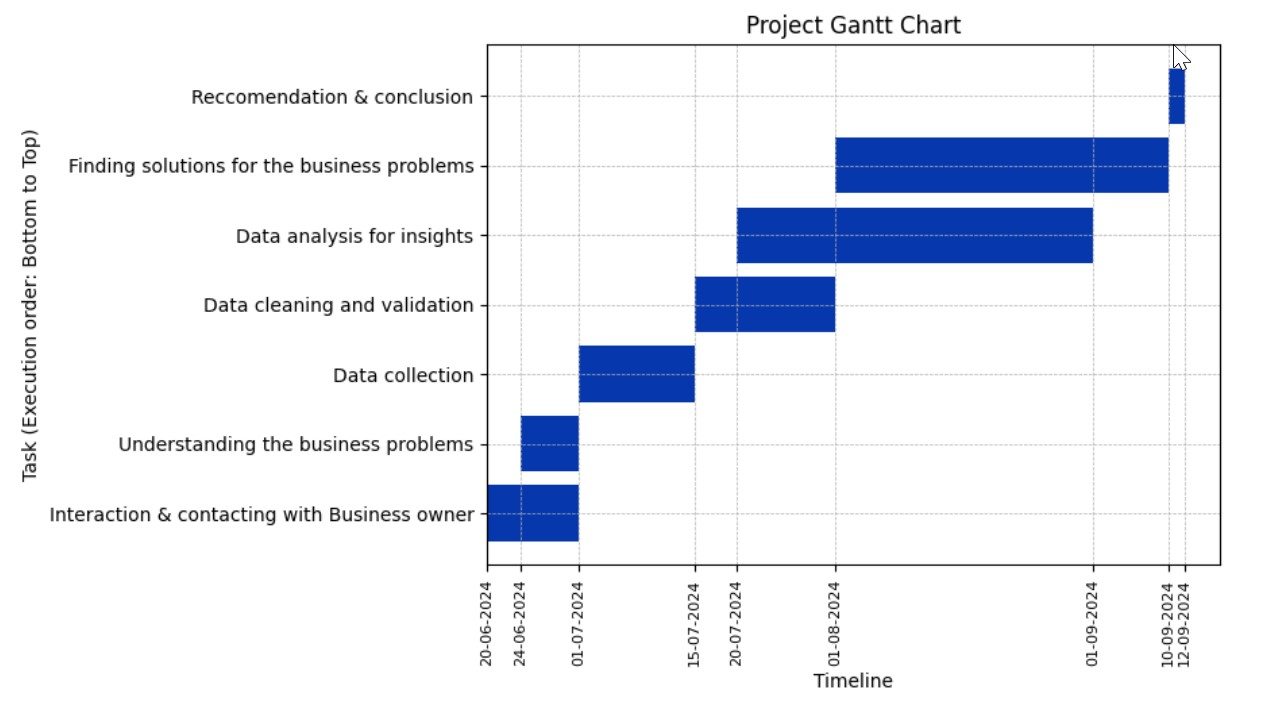 Project Gantt Chart
Task (Execution order: Bottom to Top)
Reccomendation & conclusion
Finding solutions for the business problems
Data analysis for insights
Data cleaning and validation
Data collection
Understanding the business problems
Interaction & contacting with Business owner
20-06-2024
24-06-2024
01-07-2024
15-07-2024
20-07-2024
01-08-2024
01-09-2024
10-09-2024
12-09-2024
Timeline